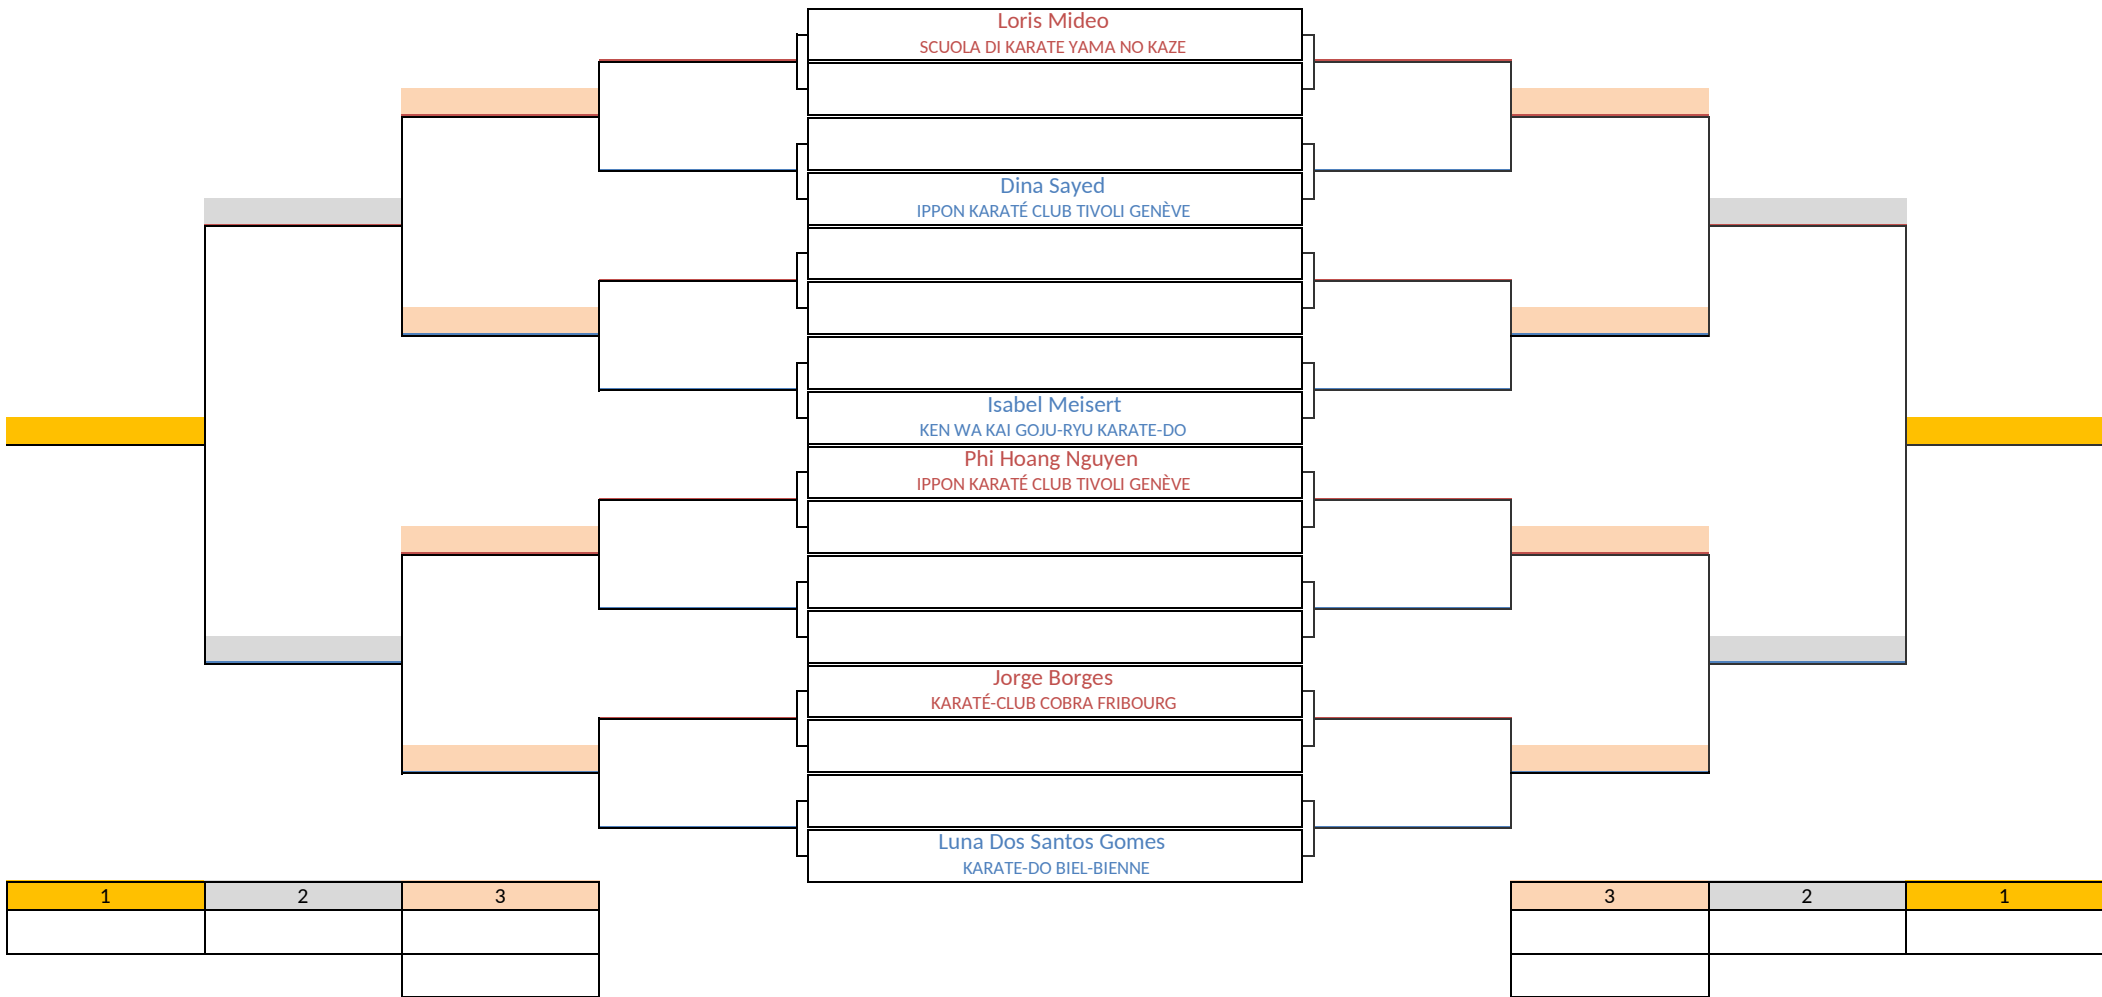 Loris Mideo
SCUOLA DI KARATE YAMA NO KAZE
Dina Sayed
IPPON KARATÉ CLUB TIVOLI GENÈVE
Isabel Meisert
KEN WA KAI GOJU-RYU KARATE-DO
Phi Hoang Nguyen
IPPON KARATÉ CLUB TIVOLI GENÈVE
Jorge Borges
KARATÉ-CLUB COBRA FRIBOURG
Luna Dos Santos Gomes
KARATE-DO BIEL-BIENNE
1 2 3 3 2 1